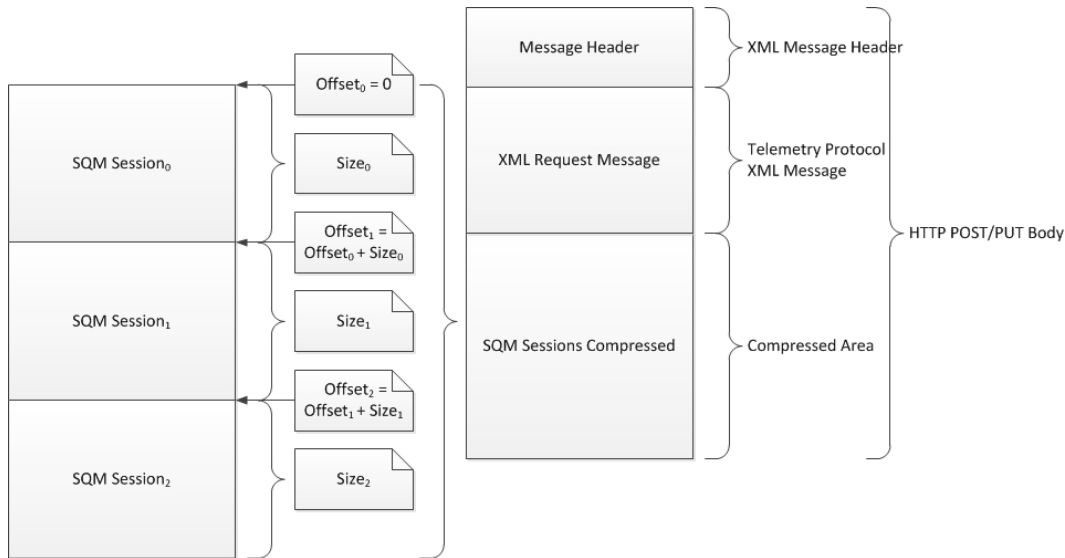 SQM Session₀
SQM Session₁
SQM Session₂
Offset₀ = 0
Size₀
Offset₁ =
Offset₀ + Size₀
Size₁
Offset₂ =
Offset₁ + Size₁
Size₂
Message Header
XML Request Message
SQM Sessions Compressed
XML Message Header
Telemetry Protocol
XML Message
Compressed Area
HTTP POST/PUT Body